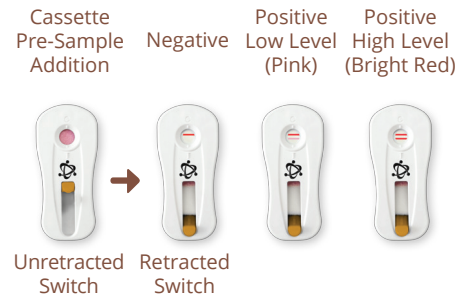 Cassette
Pre-Sample
Addition
Negative
Positive
Low Level
(Pink)
Positive
High Level
(Bright Red)
Unretracted
Switch
Retracted
Switch